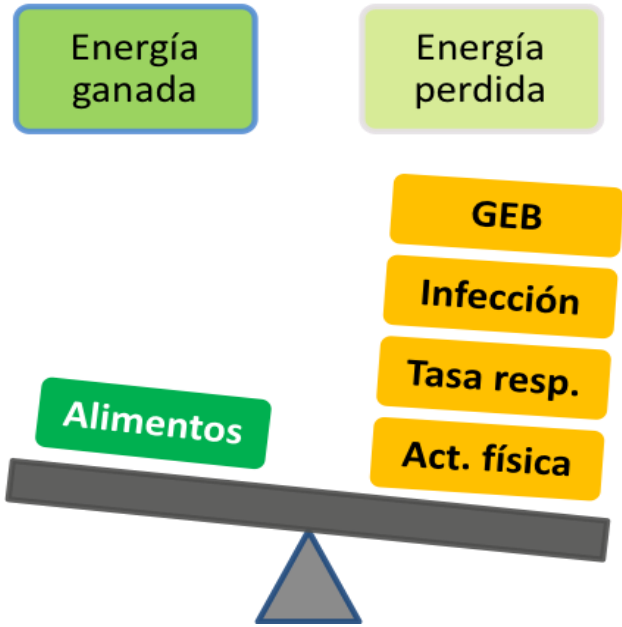 Energía
ganada
Energía
perdida
GEB
Infección
Tasa resp.
Act. física
Alimentos